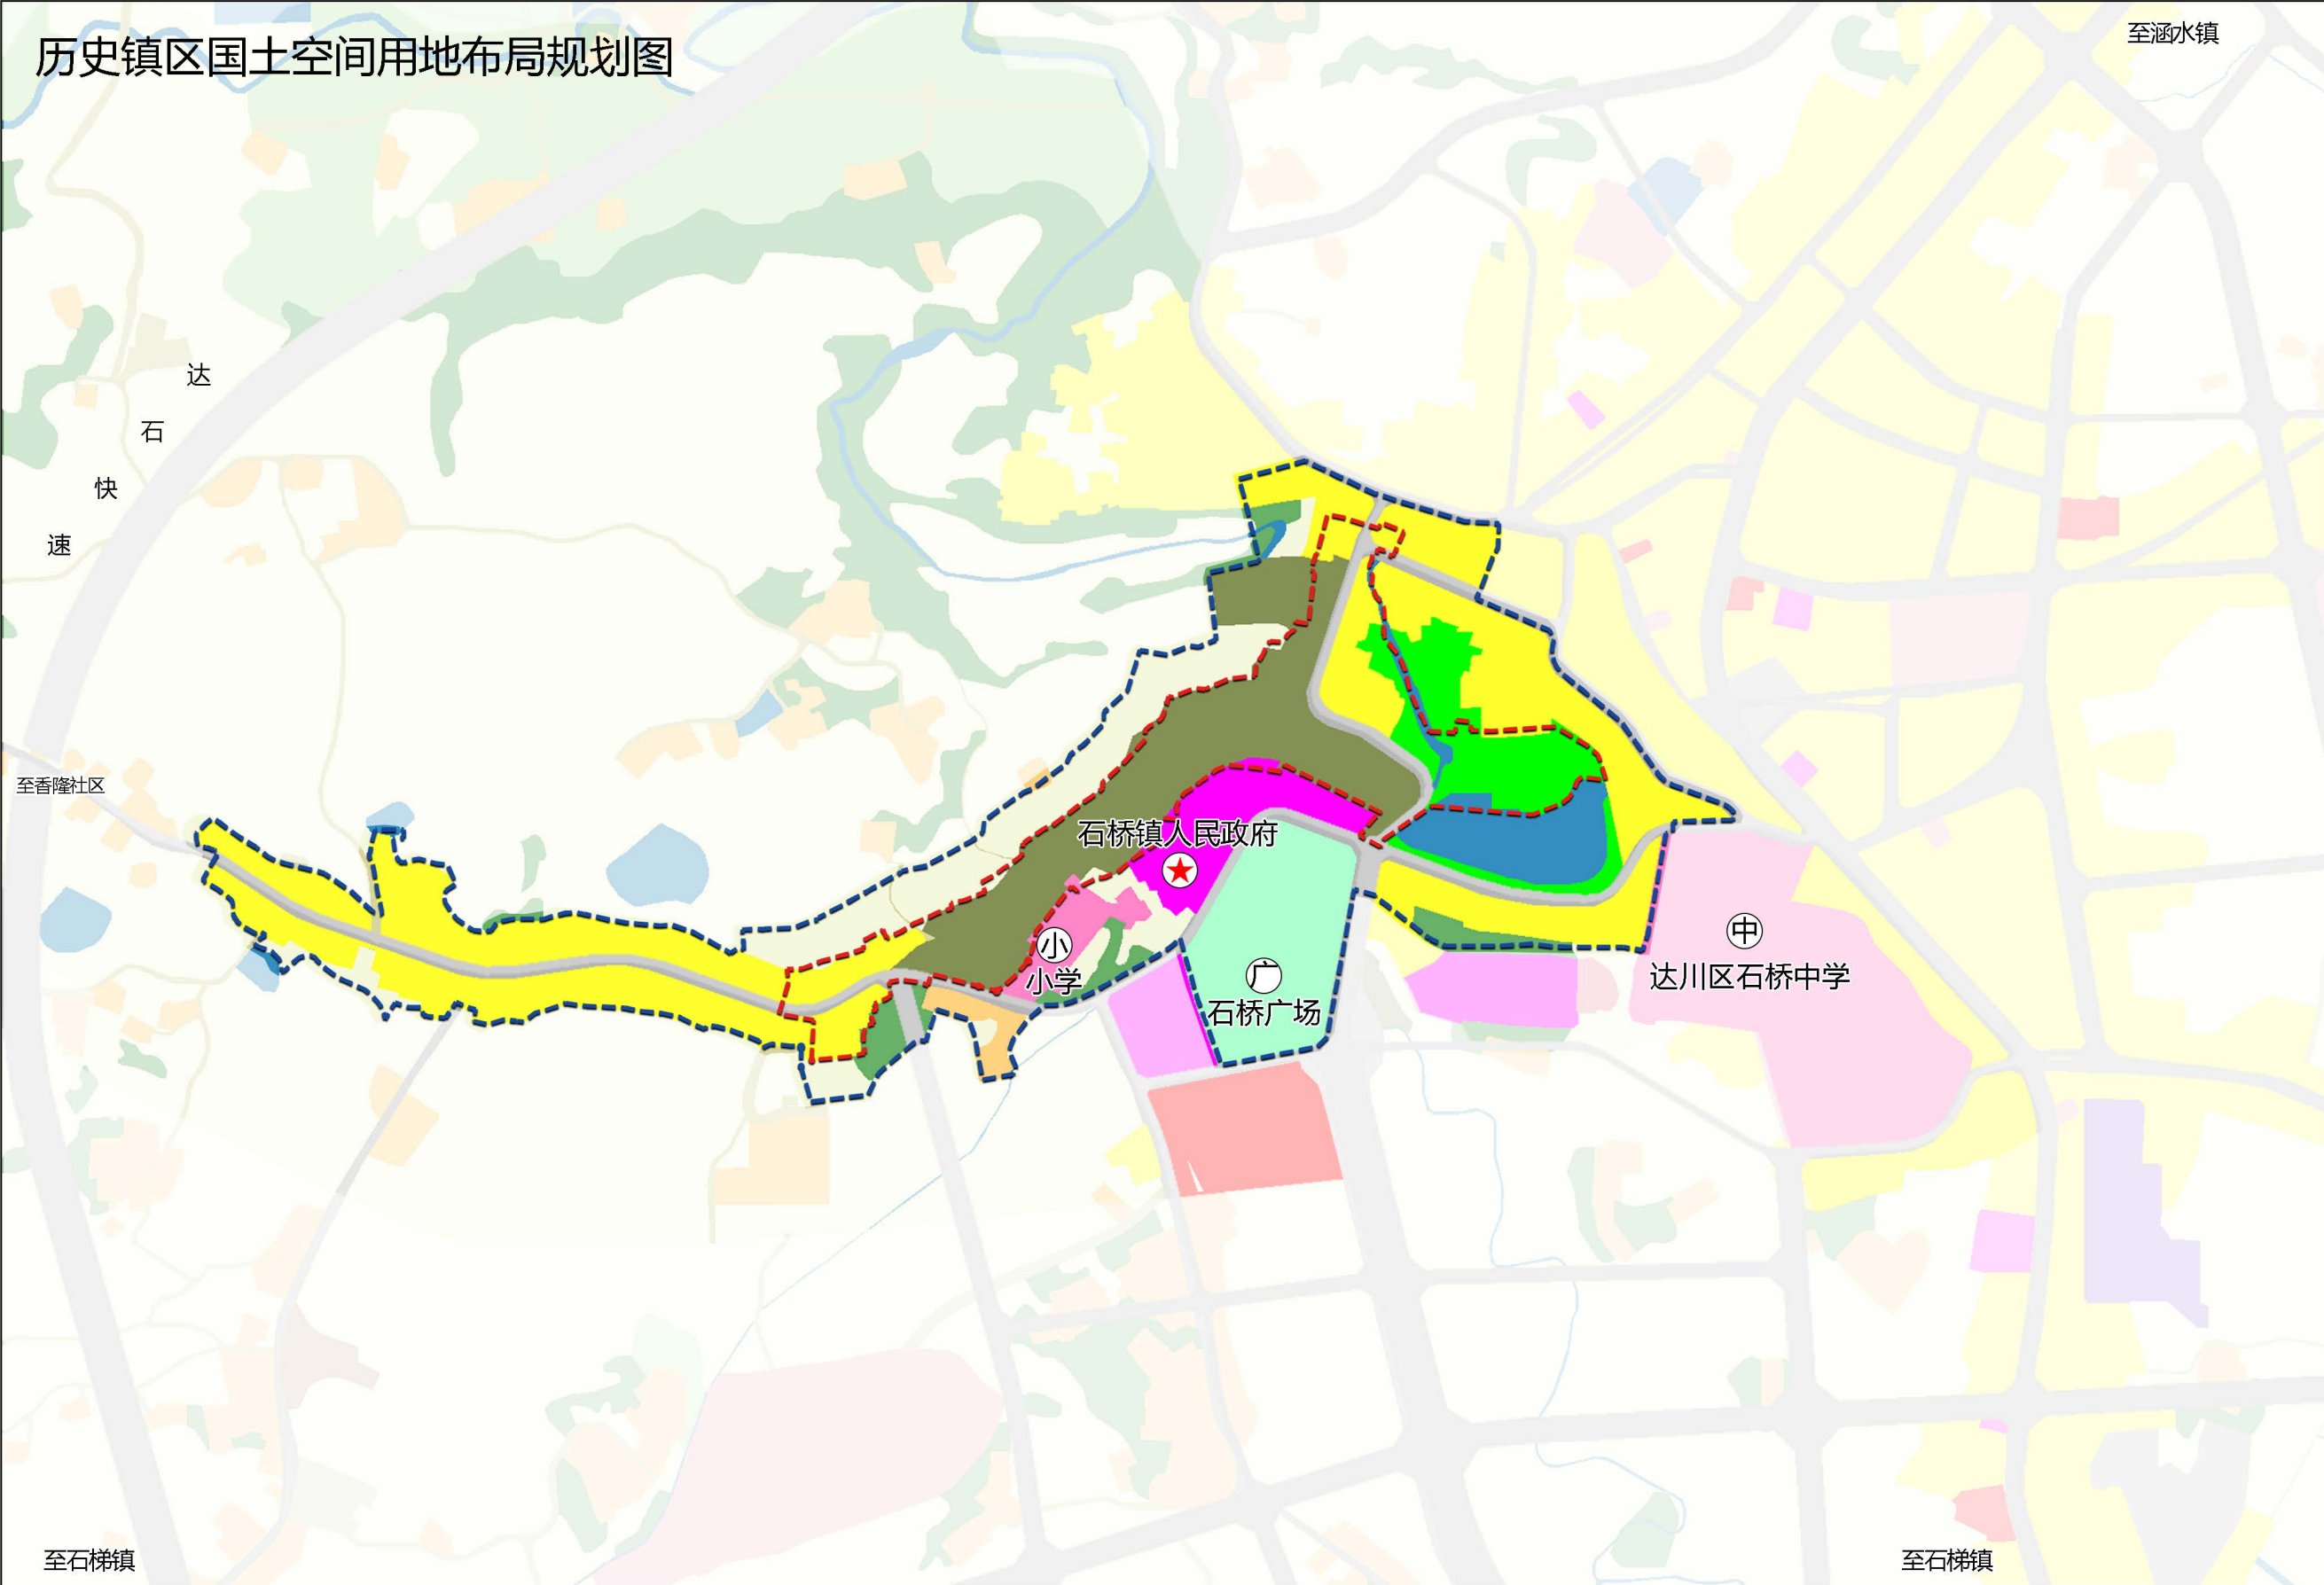 历史镇区国土空间用地布局规划图
至涵水镇
达
石
快
速
至香隆社区
石桥镇人民政府
小
小学
广
石桥广场
中
达川区石桥中学
至石梯镇
至石梯镇